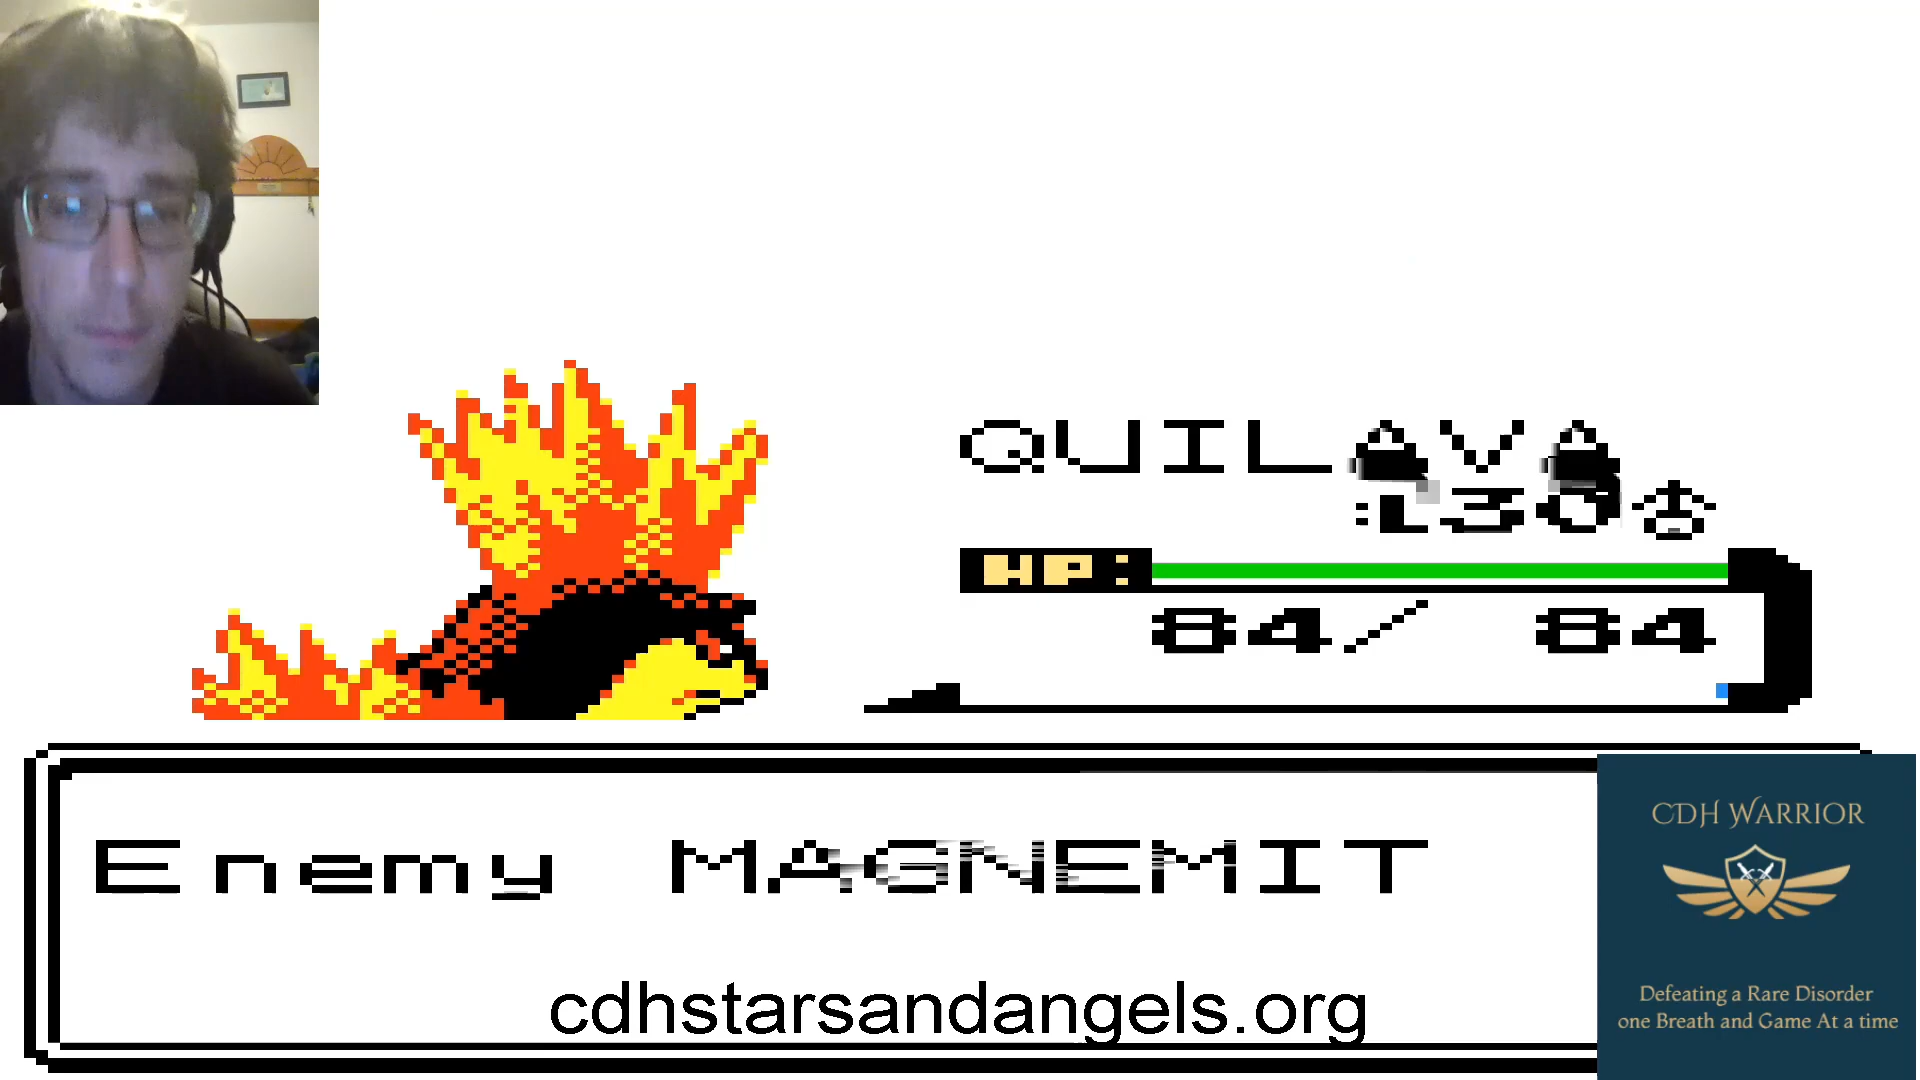 QUILAVA
:L30♂
HP:
84/ 84
Enemy MAGNEMIT
cdhstarsandangels.org
CDH WARRIOR
Defeating a Rare Disorder
one Breath and Game At a time